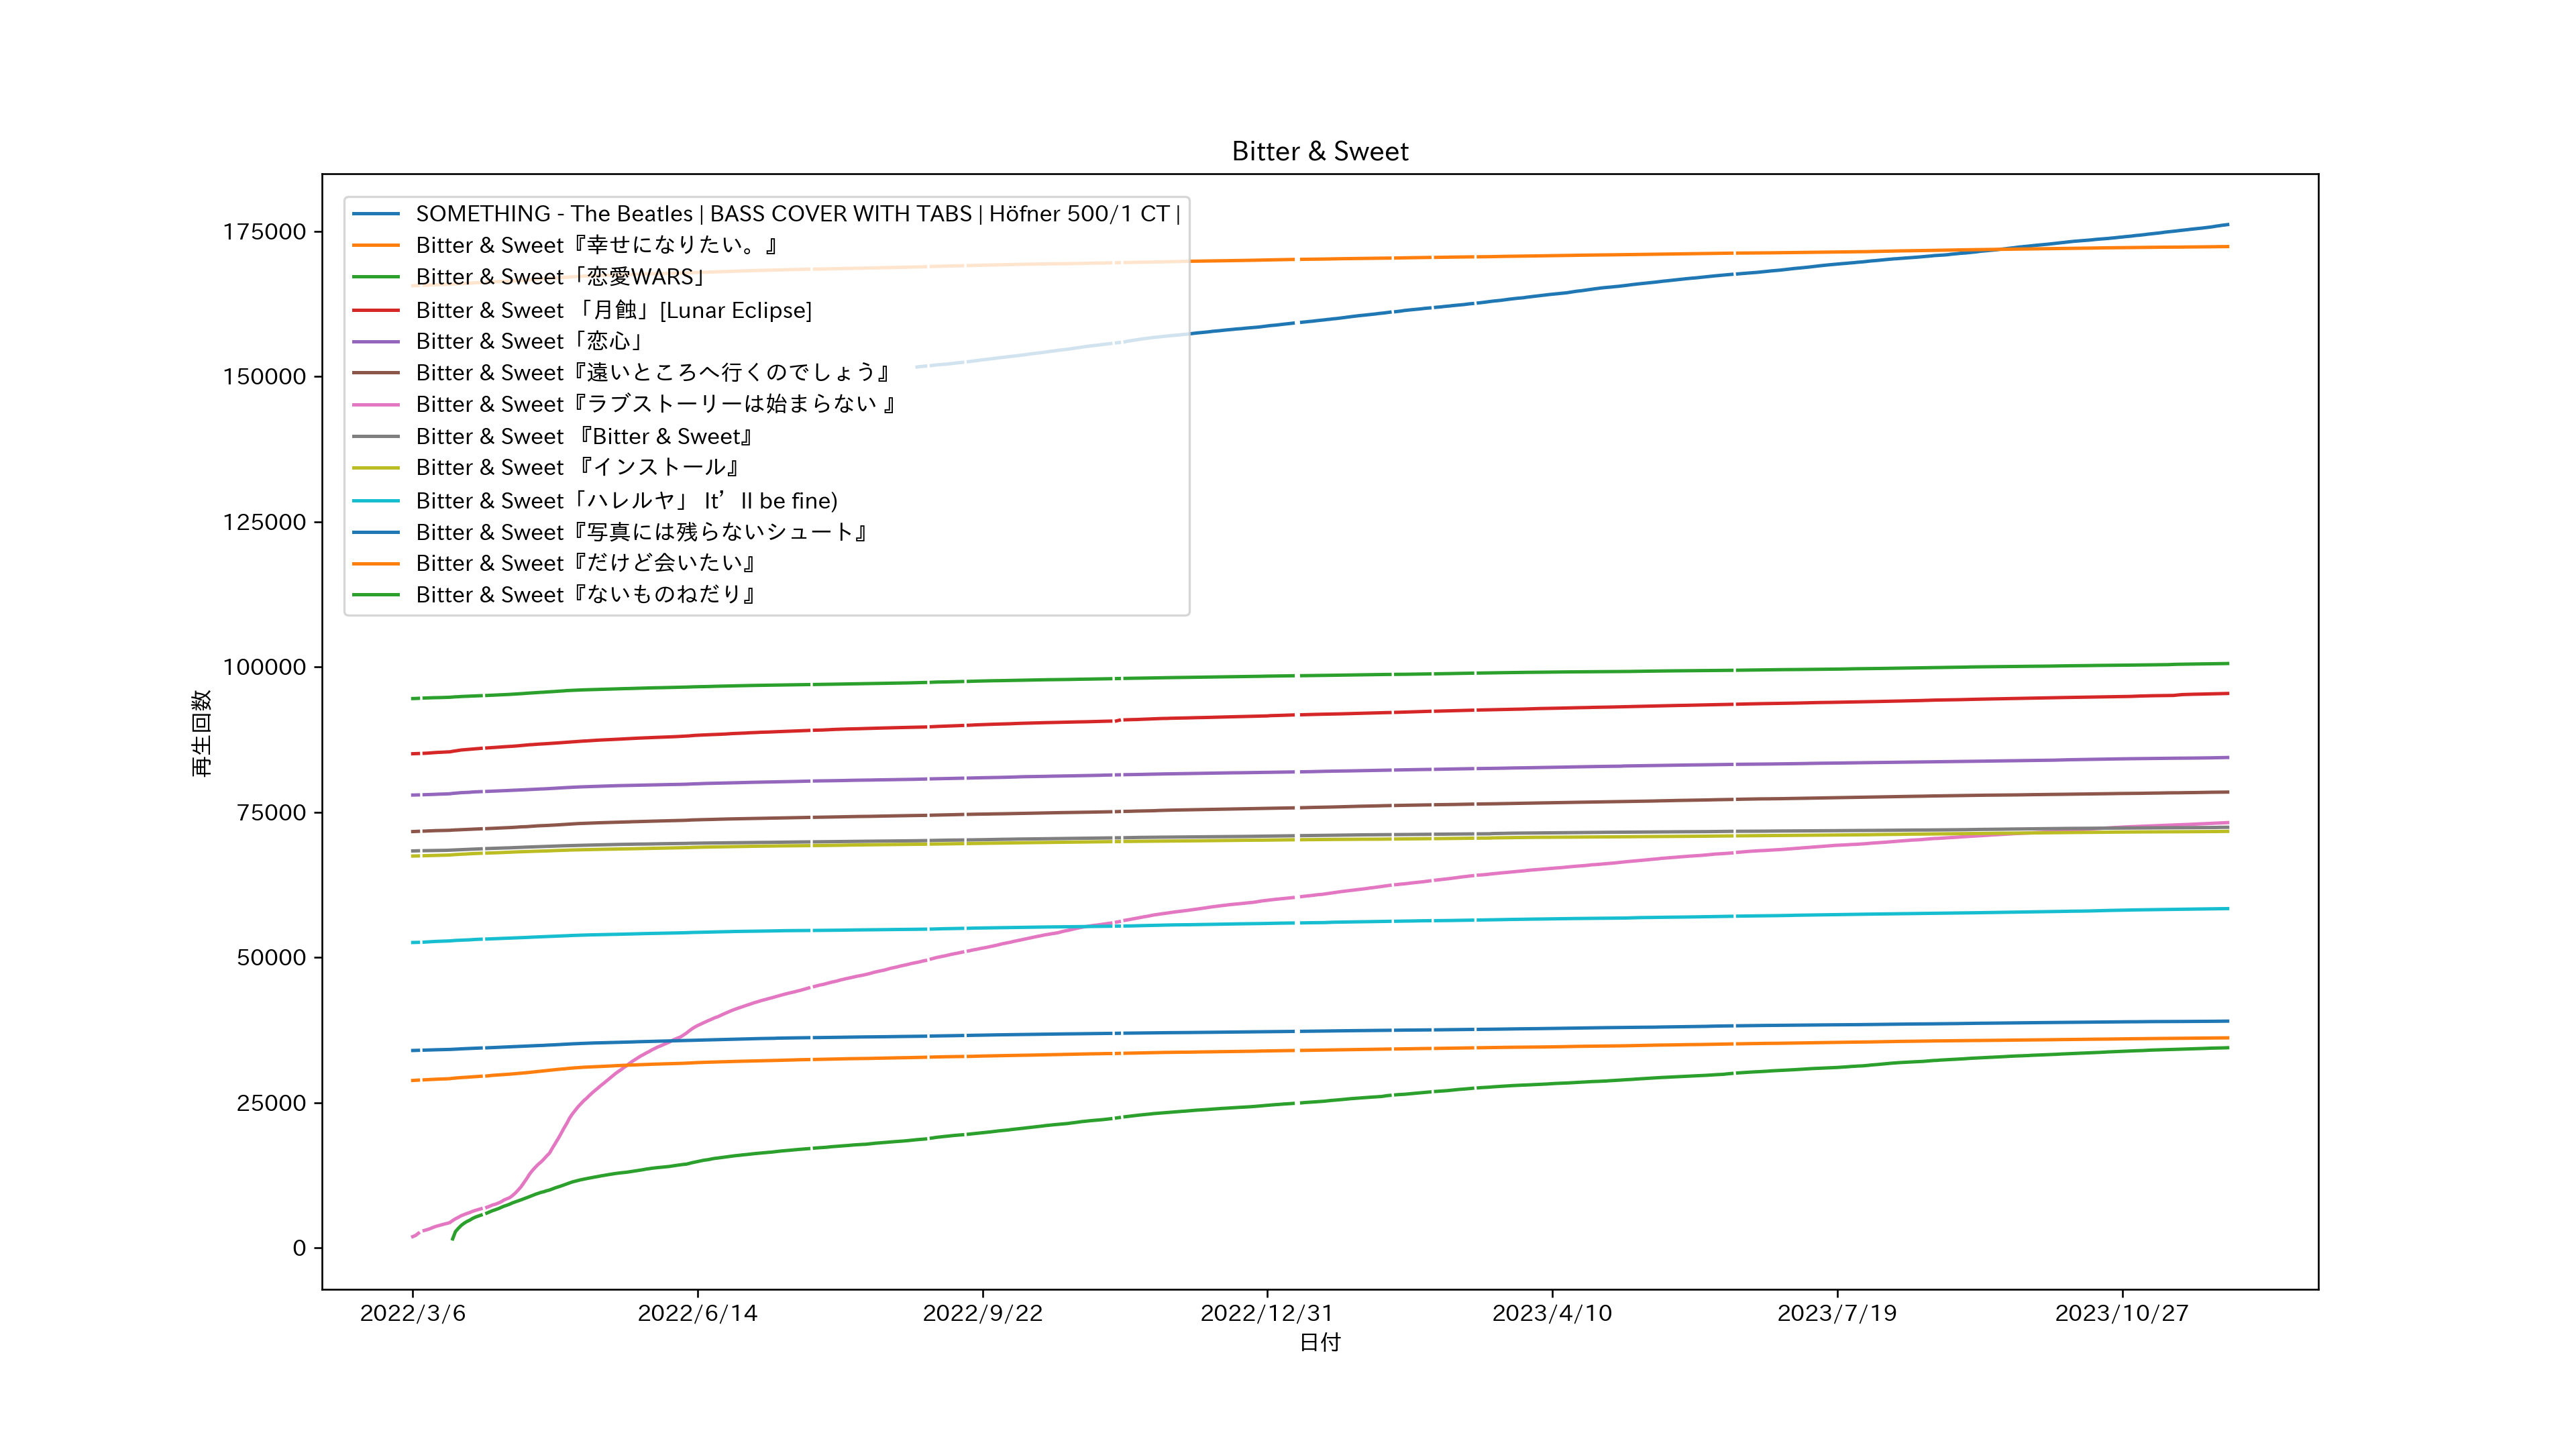 Bitter & Sweet
SOMETHING - The Beatles | BASS COVER WITH TABS | Höfner 500/1 CT |
Bitter & Sweet『幸せになりたい。』
Bitter & Sweet「恋愛WARS」
Bitter & Sweet 「月蝕」[Lunar Eclipse]
Bitter & Sweet「恋心」
Bitter & Sweet『遠いところへ行くのでしょう』
Bitter & Sweet『ラブストーリーは始まらない 』
Bitter & Sweet 『Bitter & Sweet』
Bitter & Sweet 『インストール』
Bitter & Sweet「ハレルヤ」 It’ll be fine)
Bitter & Sweet『写真には残らないシュート』
Bitter & Sweet『だけど会いたい』
Bitter & Sweet『ないものねだり』
175000
150000
125000
100000
75000
50000
25000
0
再生回数
2022/3/6
2022/6/14
2022/9/22
2022/12/31
2023/4/10
2023/7/19
2023/10/27
日付